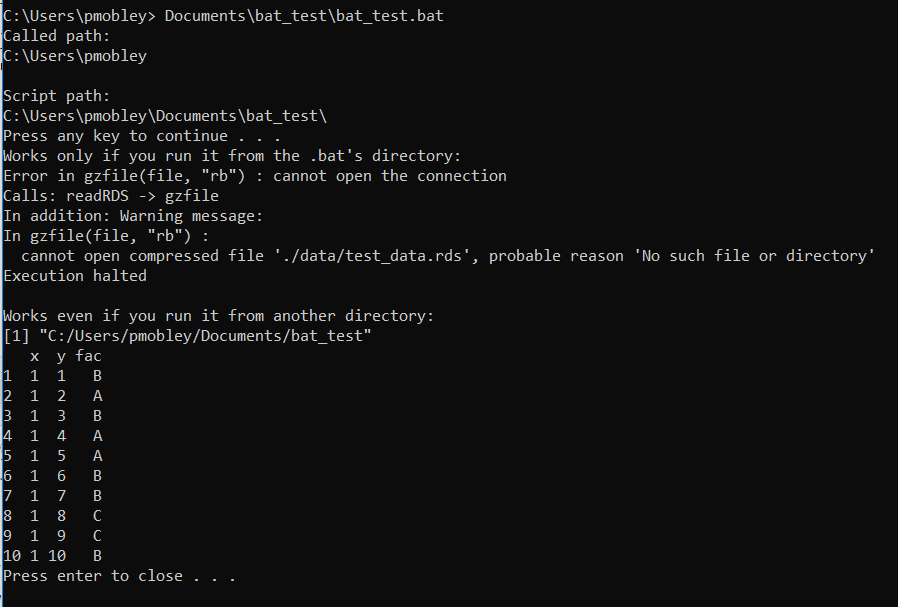 C:\Users\pmobley> Documents\bat_test\bat_test.bat
Called path:
C:\Users\pmobley

Script path:
C:\Users\pmobley\Documents\bat_test\
Press any key to continue . . .
Works only if you run it from the .bat's directory:
Error in gzfile(file, "rb") : cannot open the connection
Calls: readRDS -> gzfile
In addition: Warning message:
In gzfile(file, "rb") :
  cannot open compressed file './data/test_data.rds', probable reason 'No such file or directory'
Execution halted

Works even if you run it from another directory:
[1] "C:/Users/pmobley/Documents/bat_test"
   x  y fac
1  1  1   B
2  1  2   A
3  1  3   B
4  1  4   A
5  1  5   A
6  1  6   B
7  1  7   B
8  1  8   C
9  1  9   C
10 1 10   B
Press enter to close . . .